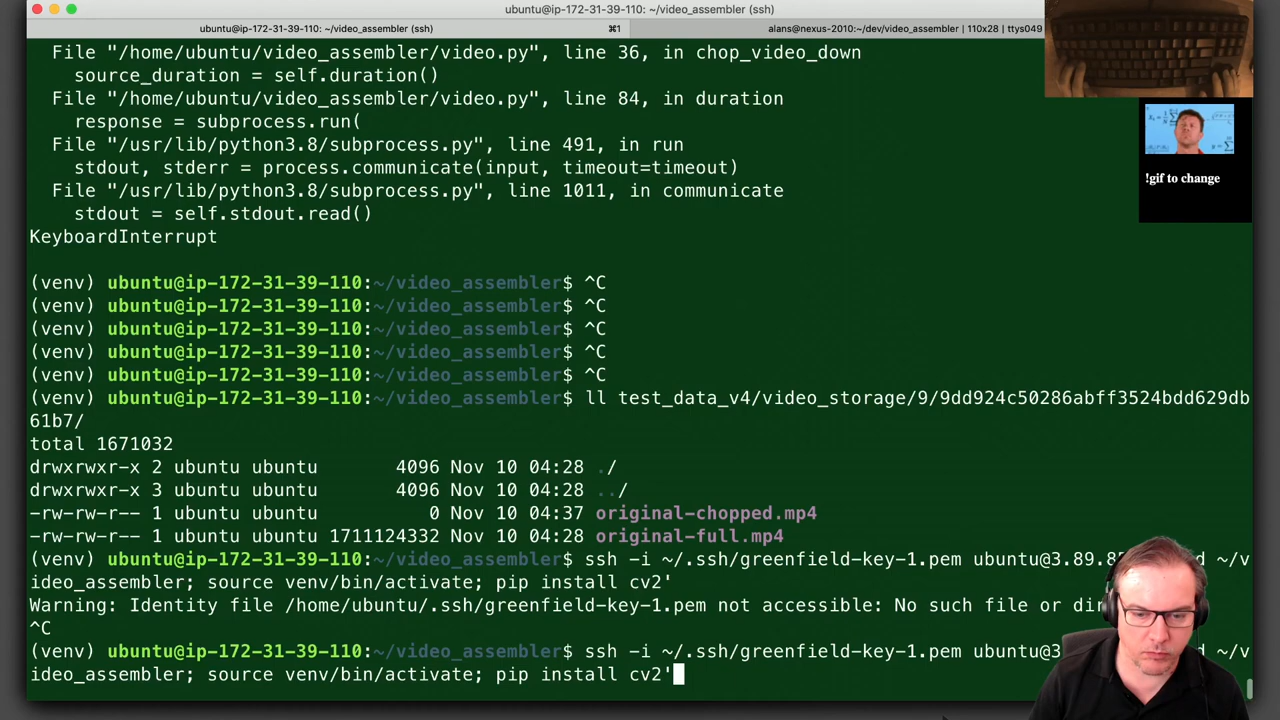 ubuntu@ip-172-31-39-110: ~/video_assembler (ssh)
ubuntu@ip-172-31-39-110: ~/video_assembler (ssh) ⌘1 alans@nexus-2010:~/dev/video_assembler | 110x28 | ttys049
File "/home/ubuntu/video_assembler/video.py", line 36, in chop_video_down
source_duration = self.duration()
File "/home/ubuntu/video_assembler/video.py", line 84, in duration
response = subprocess.run(
File "/usr/lib/python3.8/subprocess.py", line 491, in run
stdout, stderr = process.communicate(input, timeout=timeout)
File "/usr/lib/python3.8/subprocess.py", line 1011, in communicate
stdout = self.stdout.read()
KeyboardInterrupt
!gif to change
(venv) ubuntu@ip-172-31-39-110:~/video_assembler$ ^C
(venv) ubuntu@ip-172-31-39-110:~/video_assembler$ ^C
(venv) ubuntu@ip-172-31-39-110:~/video_assembler$ ^C
(venv) ubuntu@ip-172-31-39-110:~/video_assembler$ ^C
(venv) ubuntu@ip-172-31-39-110:~/video_assembler$ ^C
(venv) ubuntu@ip-172-31-39-110:~/video_assembler$ ll test_data_v4/video_storage/9/9dd924c50286abff3524bdd629db
61b7/
total 1671032
drwxrwxr-x 2 ubuntu ubuntu 4096 Nov 10 04:28 ./
drwxrwxr-x 3 ubuntu ubuntu 4096 Nov 10 04:28 ../
-rw-rw-r-- 1 ubuntu ubuntu 0 Nov 10 04:37 original-chopped.mp4
-rw-rw-r-- 1 ubuntu ubuntu 1711124332 Nov 10 04:28 original-full.mp4
(venv) ubuntu@ip-172-31-39-110:~/video_assembler$ ssh -i ~/.ssh/greenfield-key-1.pem ~/v
ideo_assembler; source venv/bin/activate; pip install cv2'
Warning: Identity file /home/ubuntu/.ssh/greenfield-key-1.pem not accessible: No such file or
^C
(venv) ubuntu@ip-172-31-39-110:~/video_assembler$ ssh -i ~/.ssh/greenfield-key-1.pem ~/v
ideo_assembler; source venv/bin/activate; pip install cv2'